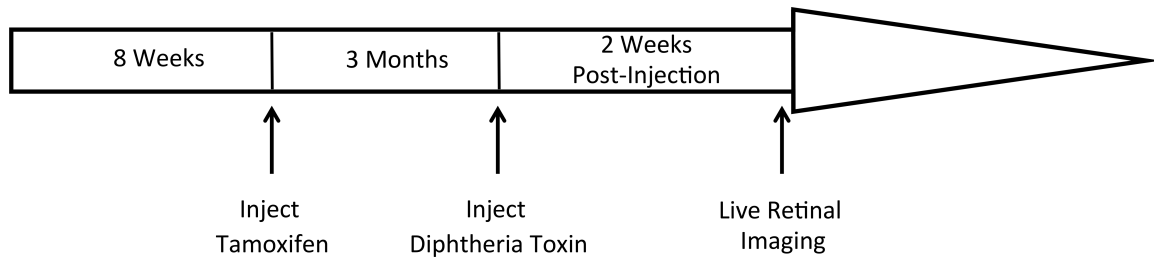 8 Weeks
3 Months
2 Weeks
Post-Injection
Inject
Tamoxifen
Inject
Diphtheria Toxin
Live Retinal
Imaging